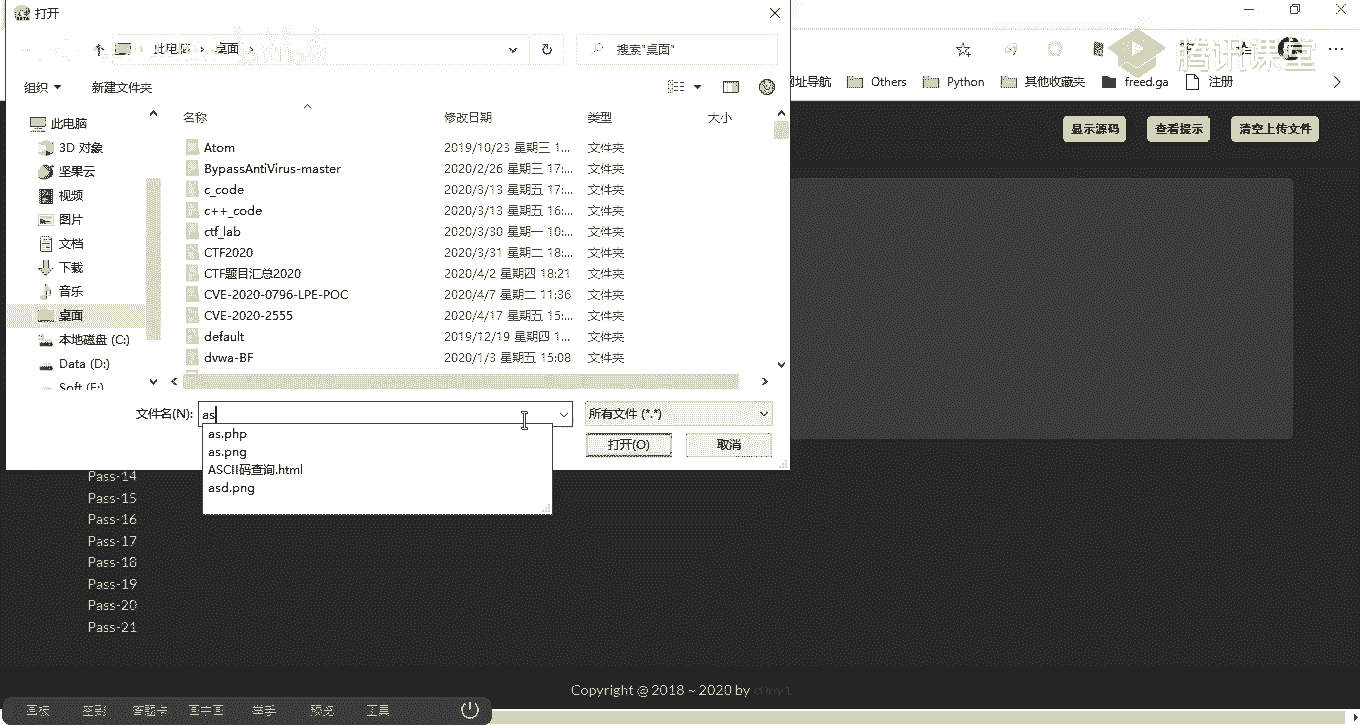 打开
此电脑 › 桌面 ›
搜索"桌面"
腾讯课堂
组织
新建文件夹
网址导航
Others
Python
其他收藏夹
freed.ga
注册
名称
修改日期
类型
大小
此电脑
3D 对象
坚果云
视频
图片
文档
下载
音乐
桌面
本地磁盘 (C:)
Data (D:)
Soft (E:)
Atom 2019/10/23 星期三 1... 文件夹
BypassAntiVirus-master 2020/2/26 星期三 17:... 文件夹
c_code 2020/3/13 星期五 17:... 文件夹
c++_code 2020/3/13 星期五 16:... 文件夹
ctf_lab 2020/3/30 星期一 10:... 文件夹
CTF2020 2020/3/31 星期二 18:... 文件夹
CTF题目汇总2020 2020/4/2 星期四 18:21 文件夹
CVE-2020-0796-LPE-POC 2020/4/7 星期二 11:36 文件夹
CVE-2020-2555 2020/4/17 星期五 15:... 文件夹
default 2019/12/19 星期四 1... 文件夹
dvwa-BF 2020/1/3 星期五 15:08 文件夹
文件名(N): as
所有文件 (*.*)
as.php
as.png
ASCII码查询.html
asd.png
打开(O)
取消
显示源码
查看提示
清空上传文件
Pass-14
Pass-15
Pass-16
Pass-17
Pass-18
Pass-19
Pass-20
Pass-21
Copyright @ 2018 ~ 2020 by c0ny1
画板
答题卡
画中画
举手
预览
工具